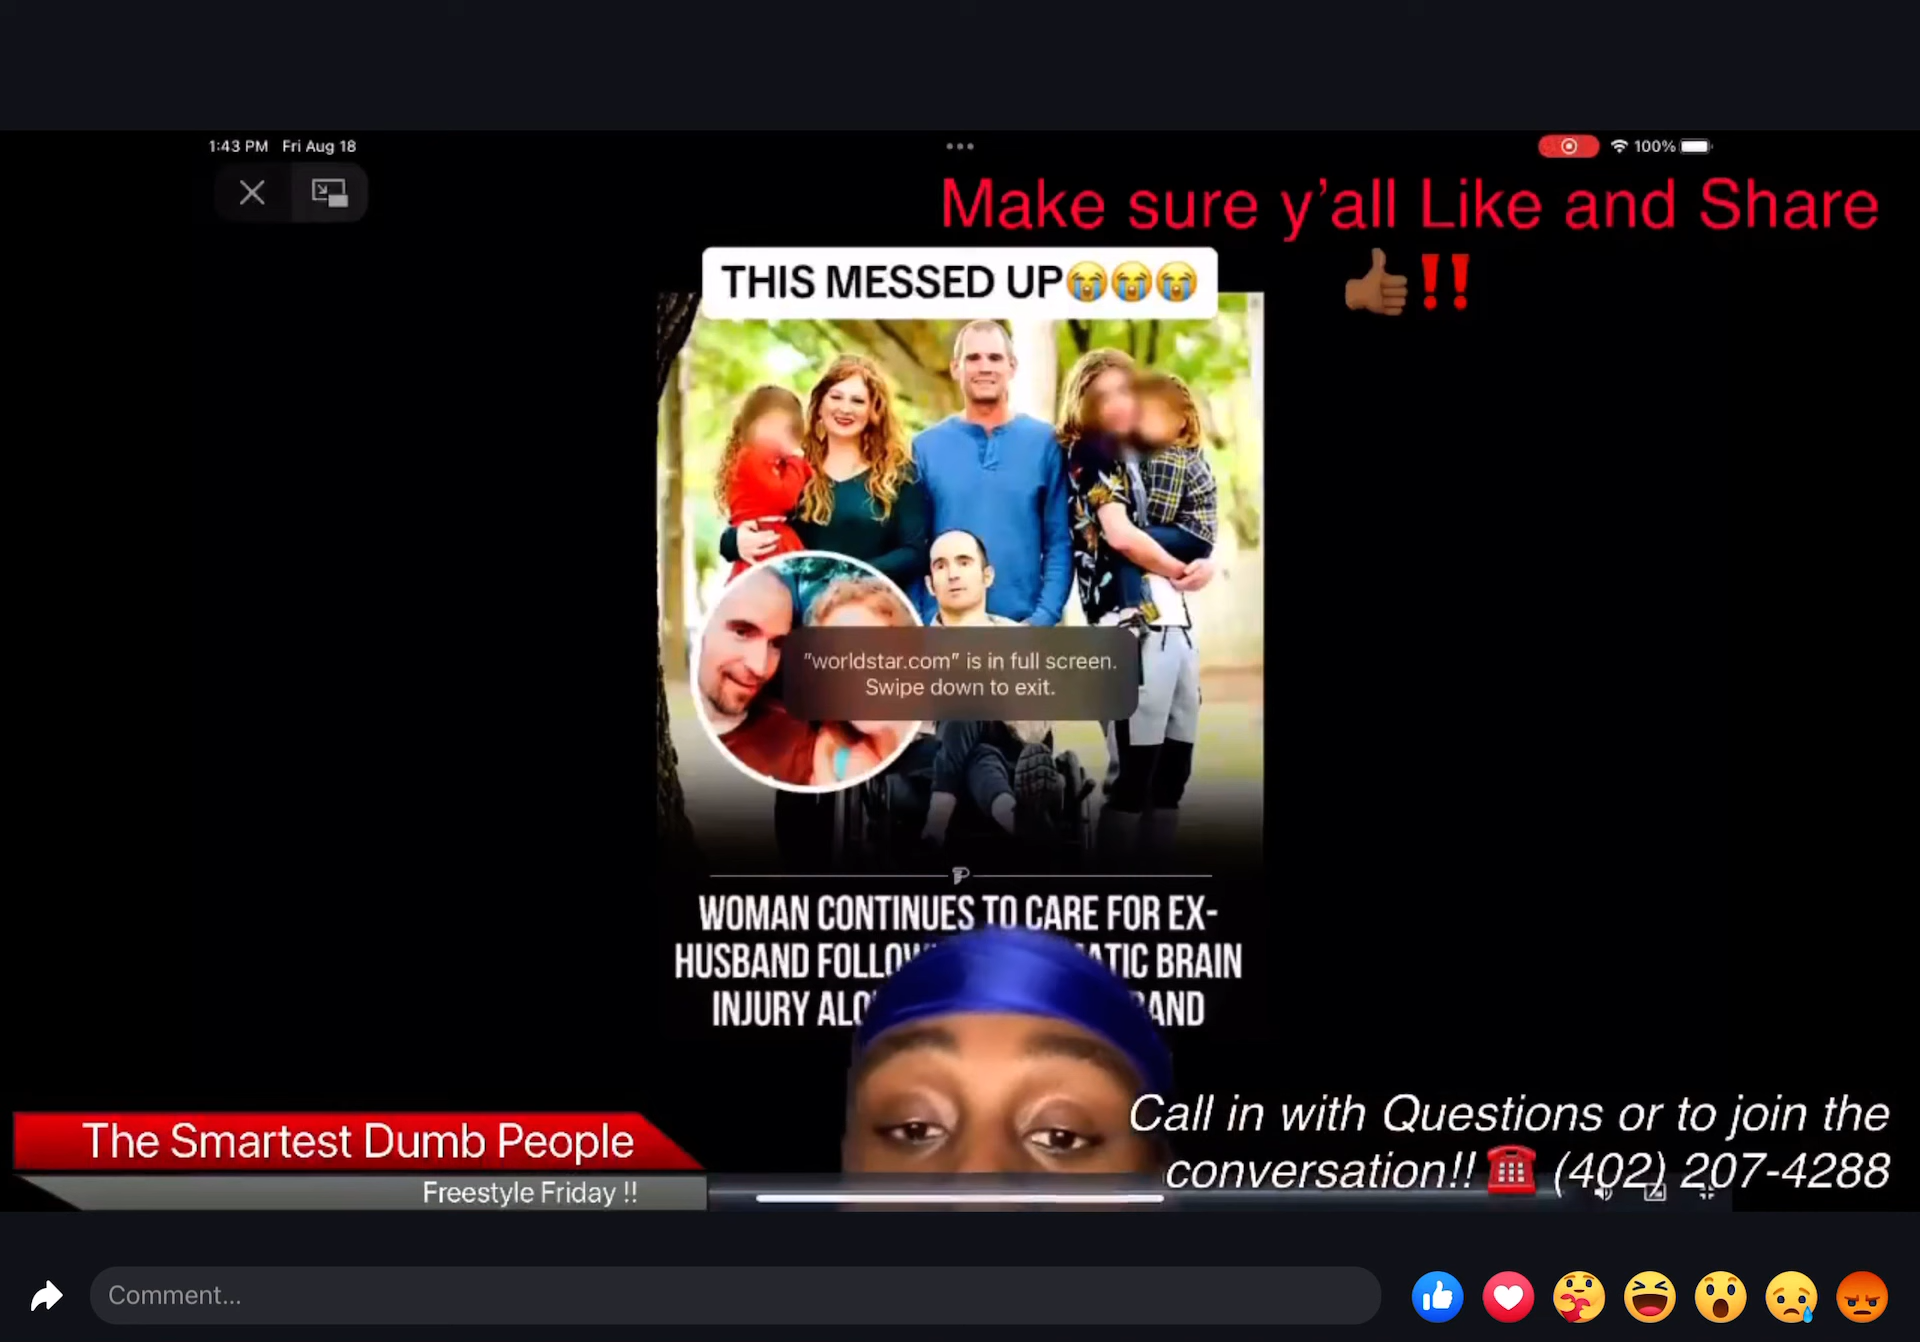 1:43 PM Fri Aug 18
100%
Make sure y'all Like and Share
👍🏾‼️
THIS MESSED UP😭😭😭
"worldstar.com" is in full screen.
Swipe down to exit.
WOMAN CONTINUES TO CARE FOR EX-
HUSBAND ATIC BRAIN
INJURY
The Smartest Dumb People
Freestyle Friday !!
Call in with Questions or to join the
conversation!! ☎️ (402) 207-4288
Comment...